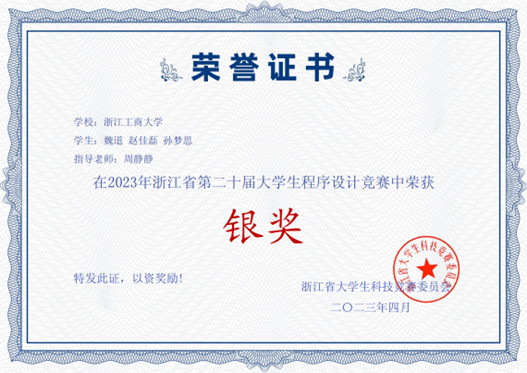 荣誉证书
学校：浙江工商大学
学生：魏道 赵佳磊 孙梦思
指导老师：周静静
在2023年浙江省第二十届大学生程序设计竞赛中荣获
银奖
特发此证，以资奖励！
浙江省大学生科技竞赛委员会
浙江省大学生科技竞赛委员会
二〇二三年四月